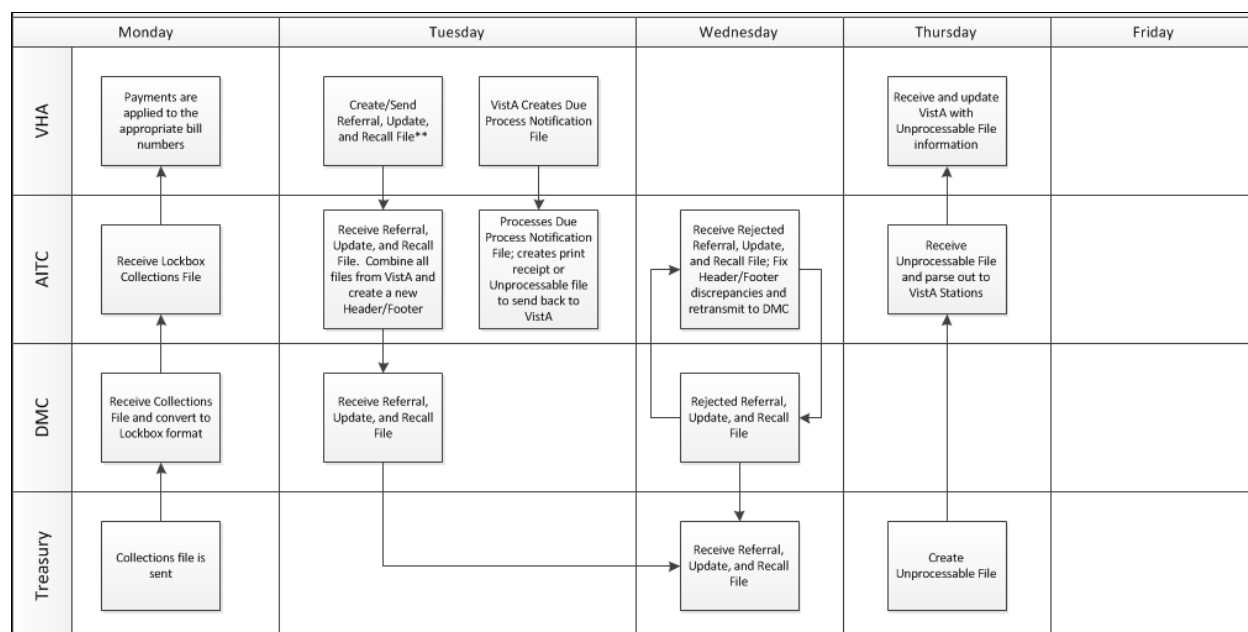 Monday
Tuesday
Wednesday
Thursday
Friday
VHA
Payments are
applied to the
appropriate bill
numbers
Create/Send
Referral, Update,
and Recall File**
VistA Creates Due
Process Notification
File
Receive and update
VistA with
Unprocessable File
information
AITC
Receive Lockbox
Collections File
Receive Referral,
Update, and Recall
File.  Combine all
files from VistA and
create a new
Header/Footer
Processes Due
Process Notification
File; creates print
receipt or
Unprocessable file
to send back to
VistA
Receive Rejected
Referral, Update,
and Recall File; Fix
Header/Footer
discrepancies and
retransmit to DMC
Receive
Unprocessable File
and parse out to
VistA Stations
DMC
Receive Collections
File and convert to
Lockbox format
Receive Referral,
Update, and Recall
File
Rejected Referral,
Update, and Recall
File
Treasury
Collections file is
sent
Receive Referral,
Update, and Recall
File
Create
Unprocessable File